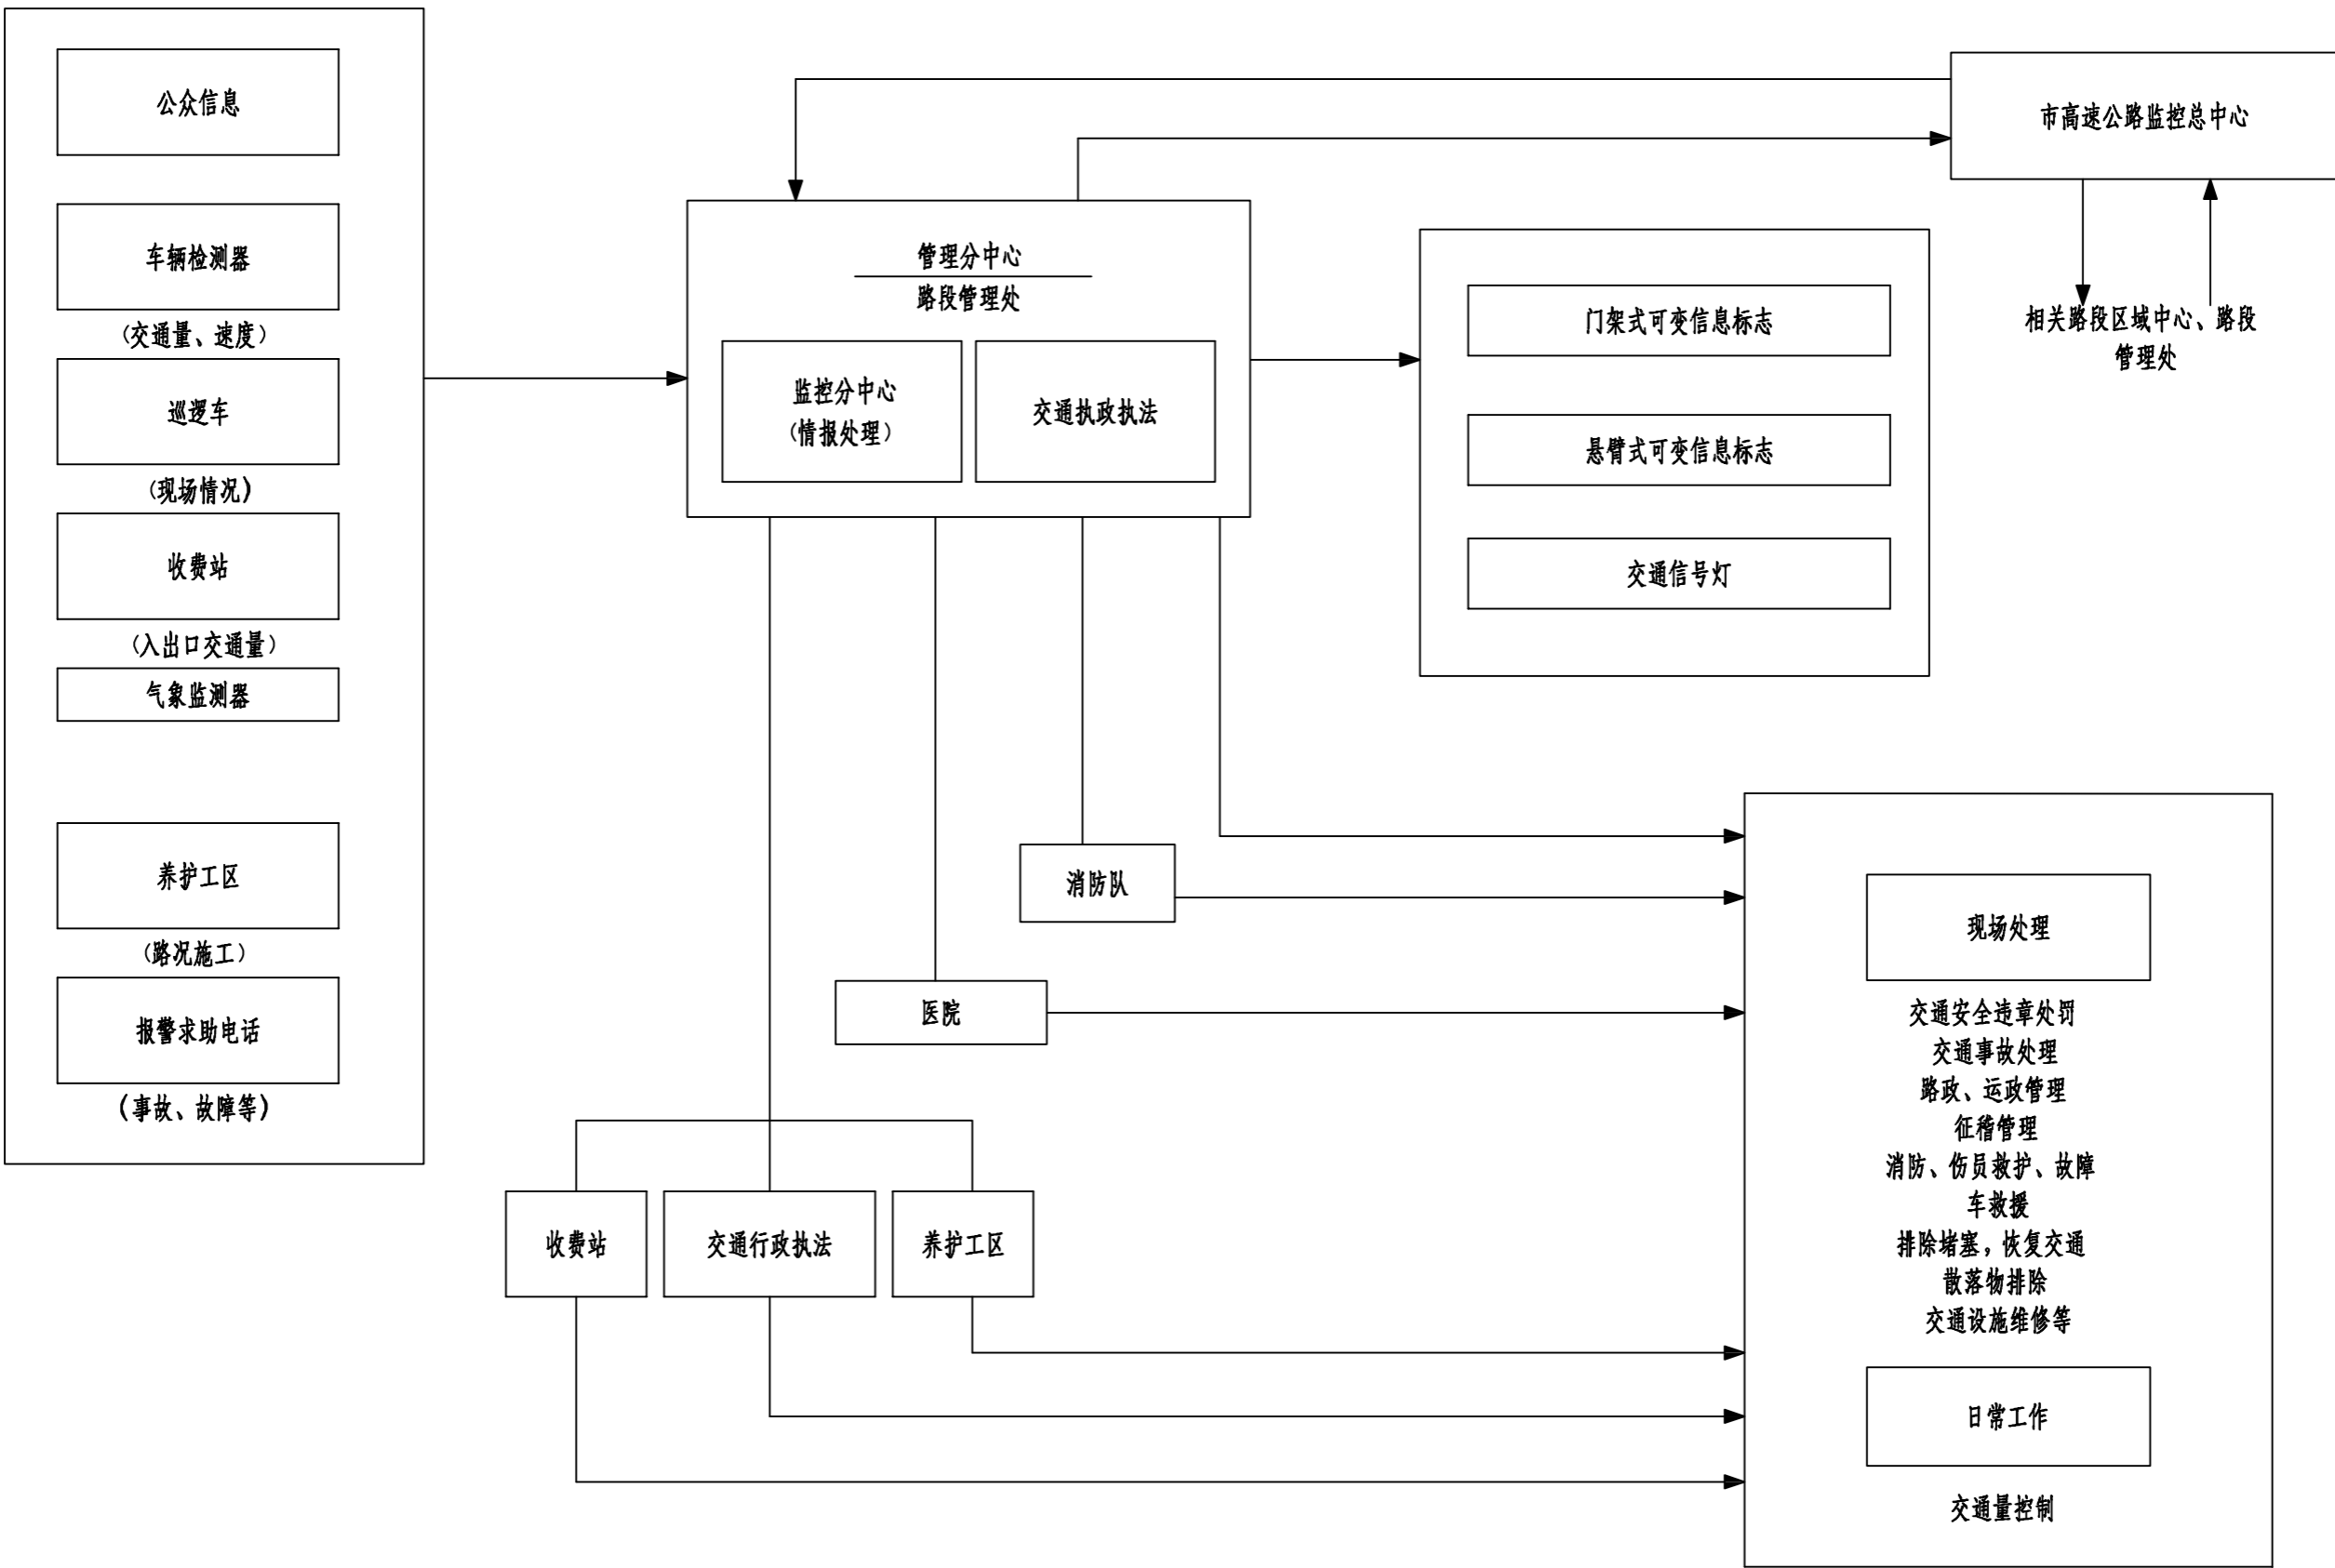 公众信息
车辆检测器
(交通量、速度)
巡逻车
(现场情况)
收费站
(入出口交通量)
气象监测器
养护工区
(路况施工)
报警求助电话
(事故、故障等)
管理分中心
路段管理处
监控分中心
(情报处理)
交通执政执法
市高速公路监控总中心
相关路段区域中心、路段
管理处
门架式可变信息标志
悬臂式可变信息标志
交通信号灯
消防队
医院
收费站
交通行政执法
养护工区
现场处理
交通安全违章处罚
交通事故处理
路政、运政管理
征稽管理
消防、伤员救护、故障
车救援
排除堵塞，恢复交通
散落物排除
交通设施维修等
日常工作
交通量控制